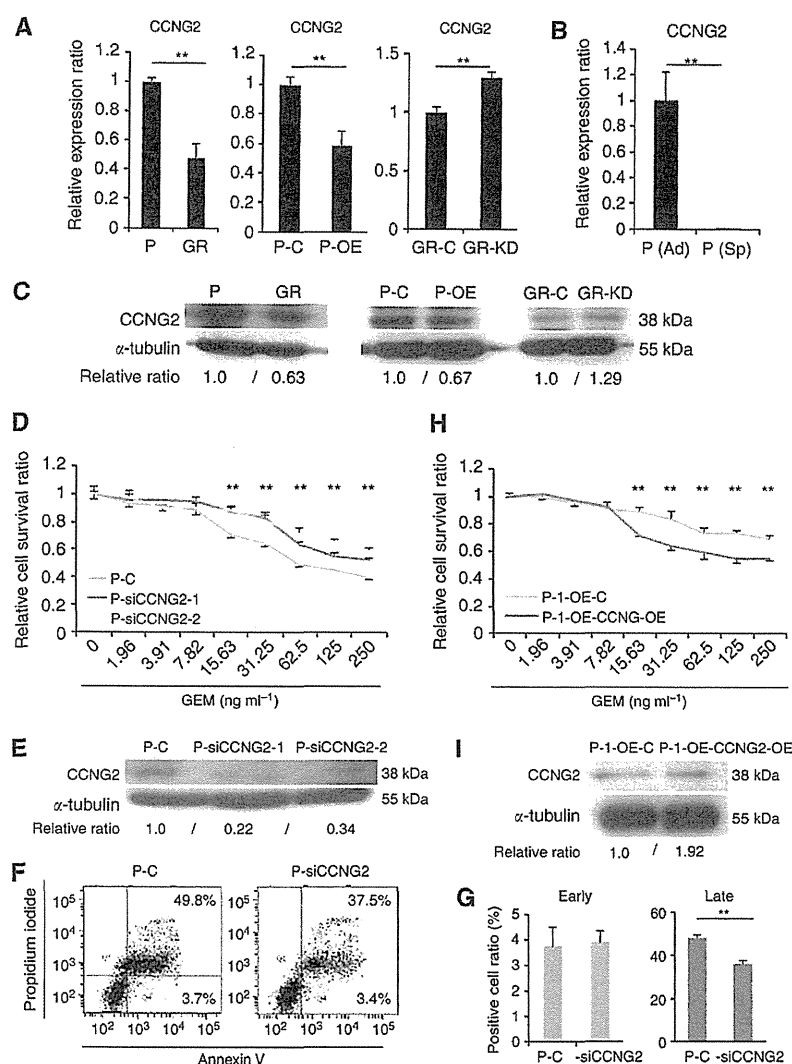 A
CCNG2
CCNG2
CCNG2
B
CCNG2
Relative expression ratio
1.2
1
0.8
0.6
0.4
0.2
0
**
P GR
1.2
1
0.8
0.6
0.4
0.2
0
**
P-C P-OE
1.5
1
0.5
0
**
GR-C GR-KD
Relative expression ratio
1.4
1.2
1
0.8
0.6
0.4
0.2
0
**
P (Ad) P (Sp)
C
P GR P-C P-OE GR-C GR-KD
CCNG2 38 kDa
α-tubulin 55 kDa
Relative ratio 1.0 / 0.63 1.0 / 0.67 1.0 / 1.29
D
Relative cell survival ratio
1.2
1
0.8
0.6
0.4
0.2
0
** ** ** ** **
P-C
P-siCCNG2-1
P-siCCNG2-2
0 1.96 3.91 7.82 15.63 31.25 62.5 125 250
GEM (ng ml⁻¹)
H
Relative cell survival ratio
1.2
1
0.8
0.6
0.4
0.2
0
** ** ** ** **
P-1-OE-C
P-1-OE-CCNG-OE
0 1.96 3.91 7.82 15.63 31.25 62.5 125 250
GEM (ng ml⁻¹)
E
P-C P-siCCNG2-1 P-siCCNG2-2
CCNG2 38 kDa
α-tubulin 55 kDa
Relative ratio 1.0 / 0.22 / 0.34
I
P-1-OE-C P-1-OE-CCNG2-OE
CCNG2 38 kDa
α-tubulin 55 kDa
Relative ratio 1.0 / 1.92
F
P-C P-siCCNG2
Propidium iodide
10⁵
10⁴
10³
10²
49.8%
3.7%
10² 10³ 10⁴ 10⁵
10⁵
10⁴
10³
10²
37.5%
3.4%
10² 10³ 10⁴ 10⁵
Annexin V
G
Early
Late
Positive cell ratio (%)
5
4
3
2
1
0
P-C -siCCNG2
60
40
20
0
**
P-C -siCCNG2